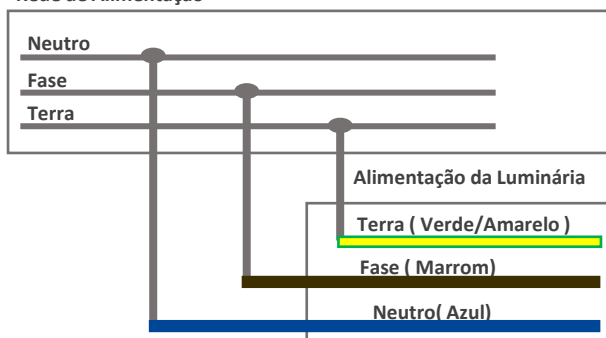 Neutro
Fase
Terra
Alimentação da Luminária
Terra ( Verde/Amarelo )
Fase ( Marrom)
Neutro( Azul)